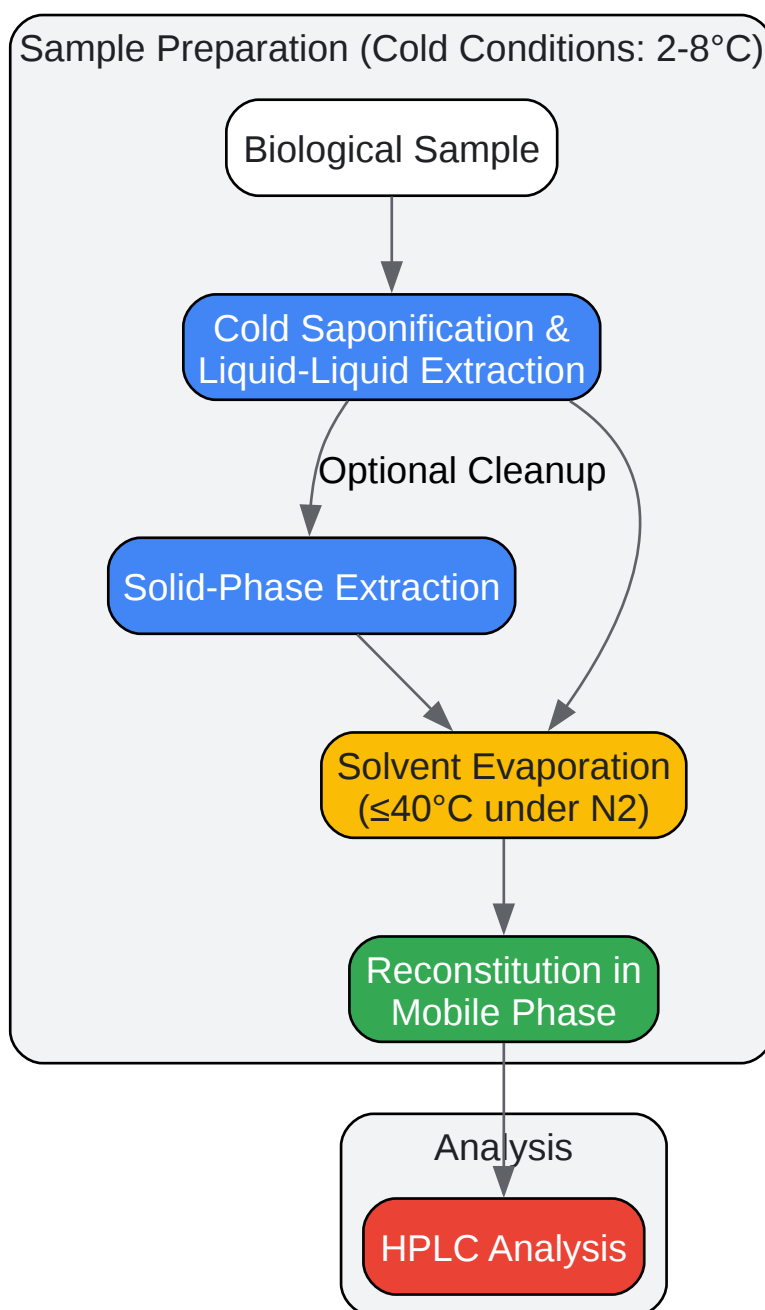 Sample Preparation (Cold Conditions: 2-8°C)
Biological Sample
Cold Saponification &
Liquid-Liquid Extraction
Optional Cleanup
Solid-Phase Extraction
Solvent Evaporation
(≤40°C under N2)
Reconstitution in
Mobile Phase
Analysis
HPLC Analysis